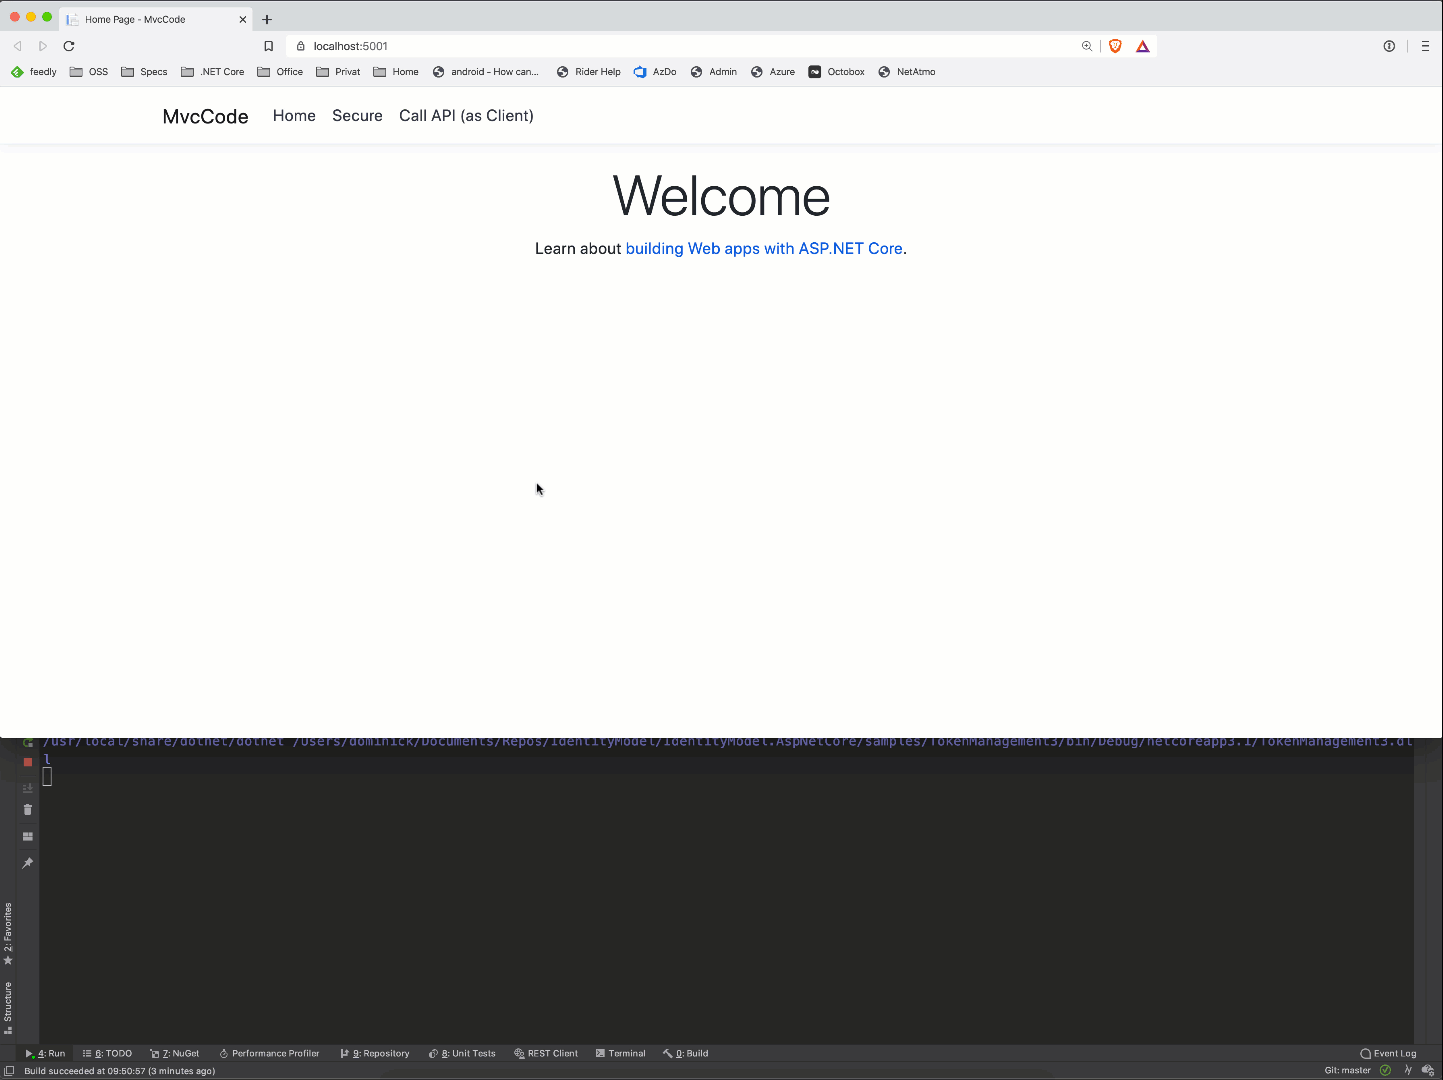 Home Page - MvcCode
localhost:5001
feedly OSS Specs .NET Core Office Privat Home android - How can... Rider Help AzDo Admin Azure Octobox NetAtmo
MvcCode Home Secure Call API (as Client)
Welcome
Learn about building Web apps with ASP.NET Core.
/usr/local/share/dotnet/dotnet /Users/dominick/Documents/Repos/IdentityModel/IdentityModel.AspNetCore/samples/TokenManagement3/bin/Debug/netcoreapp3.1/TokenManagement3.dl
l
2: Favorites
Structure
4: Run 6: TODO 7: NuGet Performance Profiler 9: Repository 8: Unit Tests REST Client Terminal 0: Build Event Log
Build succeeded at 09:50:57 (3 minutes ago) Git: master